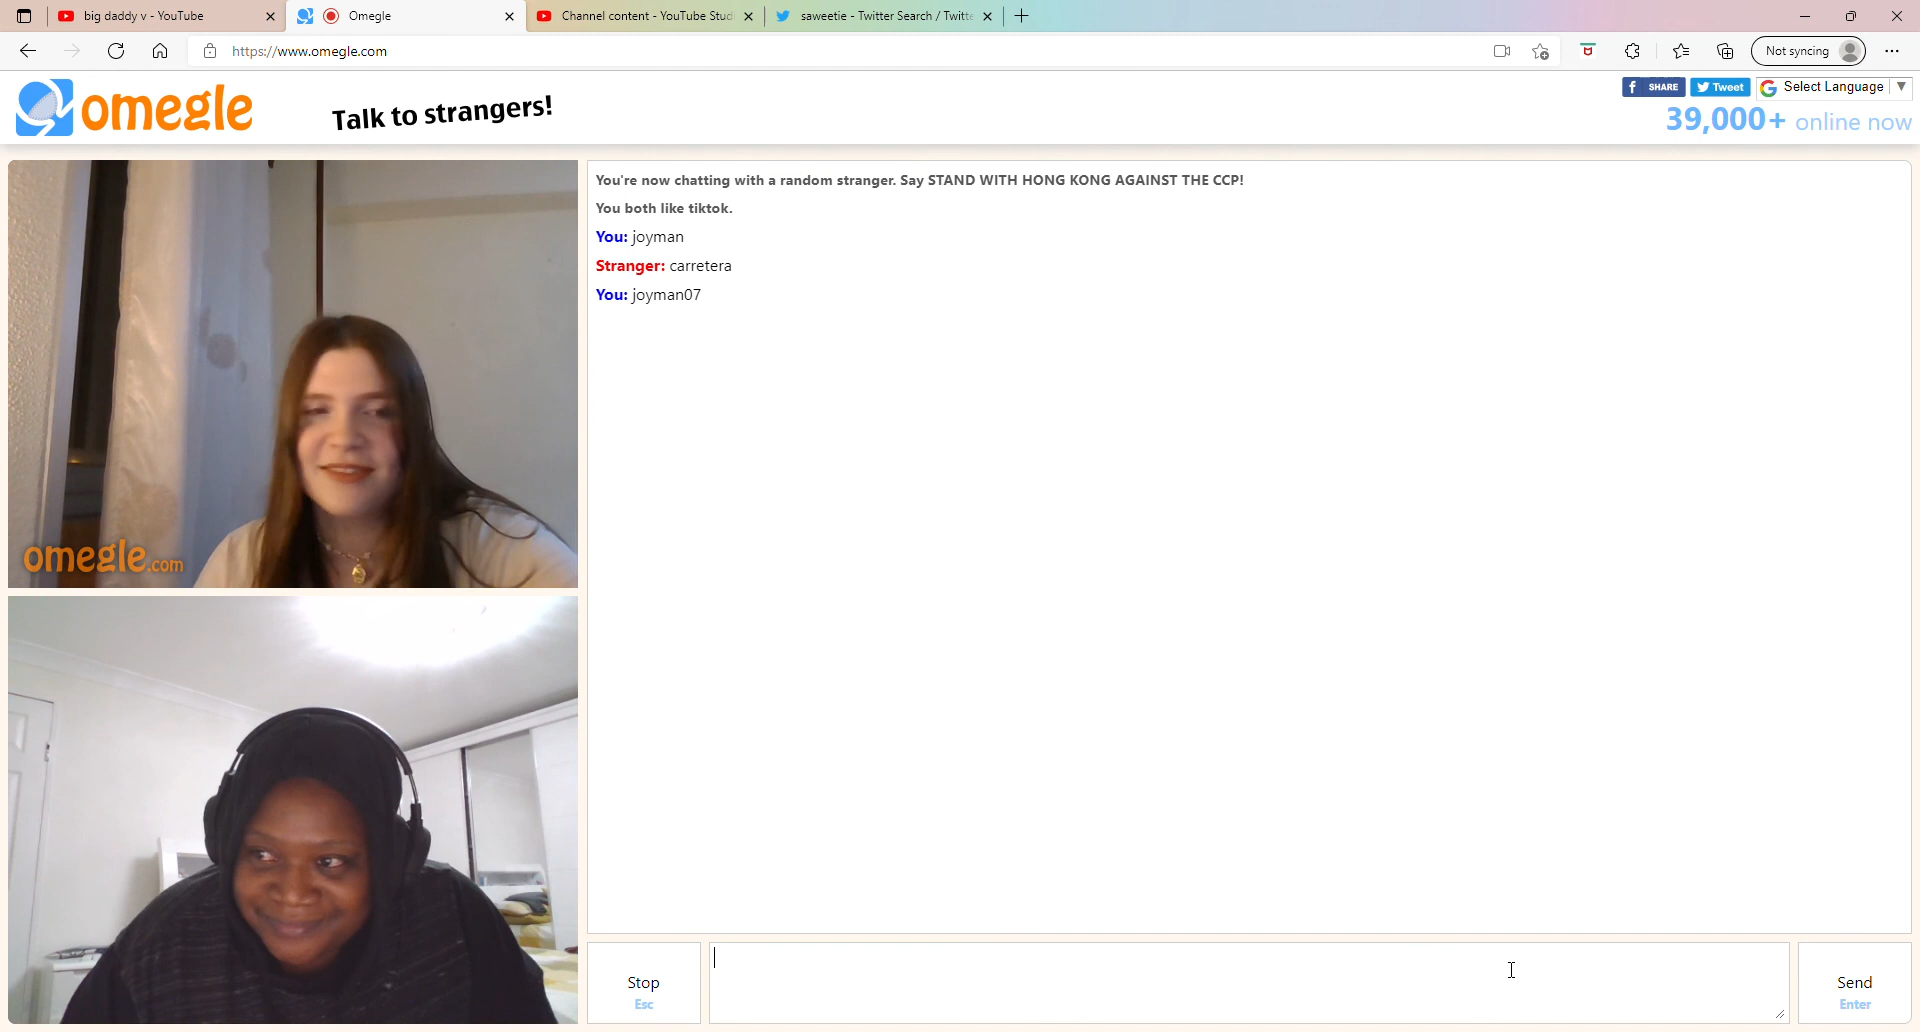 big daddy v - YouTube
Omegle
Channel content - YouTube Stud
saweetie - Twitter Search / Twitte
https://www.omegle.com
Not syncing
omegle
Talk to strangers!
SHARE
Tweet
Select Language
39,000+ online now
You're now chatting with a random stranger. Say STAND WITH HONG KONG AGAINST THE CCP!
You both like tiktok.
You: joyman
Stranger: carretera
You: joyman07
omegle.com
Stop
Esc
Send
Enter